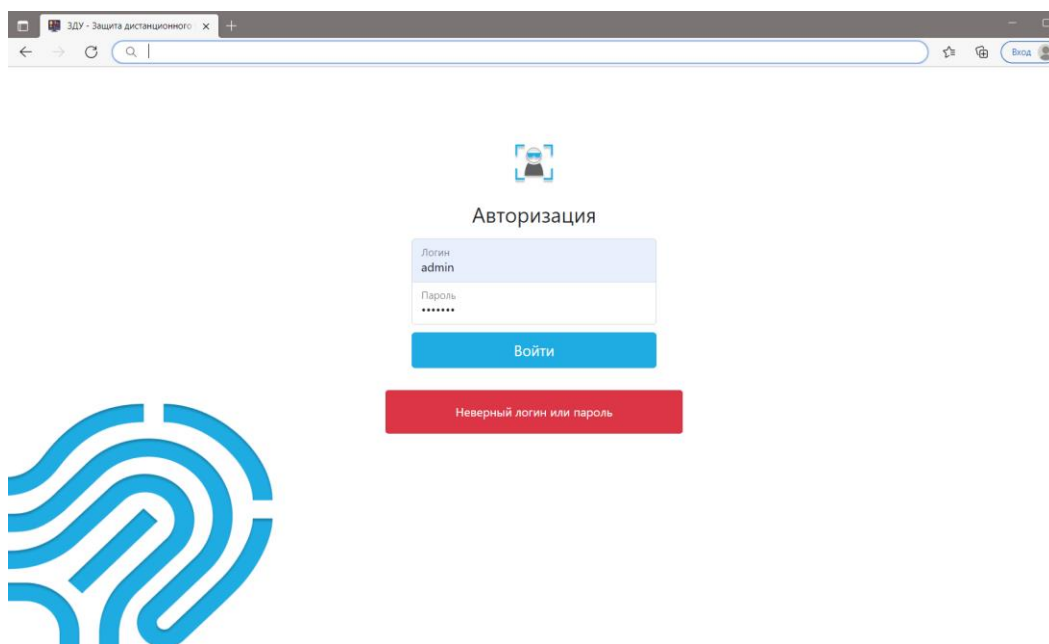 ЗДУ - Защита дистанционного
Вход
Авторизация
Логин
admin
Пароль
•••••••
Войти
Неверный логин или пароль